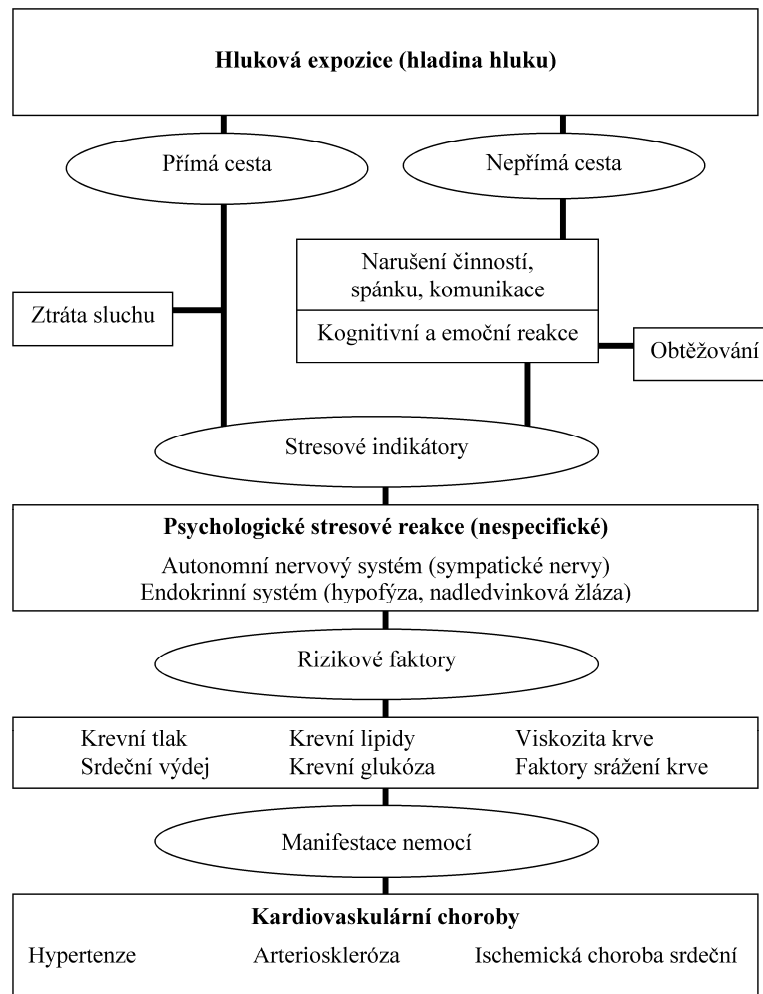 Hluková expozice (hladina hluku)
Přímá cesta
Nepřímá cesta
Narušení činností,
spánku, komunikace
Ztráta sluchu
Kognitivní a emoční reakce
Obtěžování
Stresové indikátory
Psychologické stresové reakce (nespecifické)
Autonomní nervový systém (sympatické nervy)
Endokrinní systém (hypofýza, nadledvinková žláza)
Rizikové faktory
Krevní tlak Krevní lipidy Viskozita krve
Srdeční výdej Krevní glukóza Faktory srážení krve
Manifestace nemocí
Kardiovaskulární choroby
Hypertenze Arterioskleróza Ischemická choroba srdeční